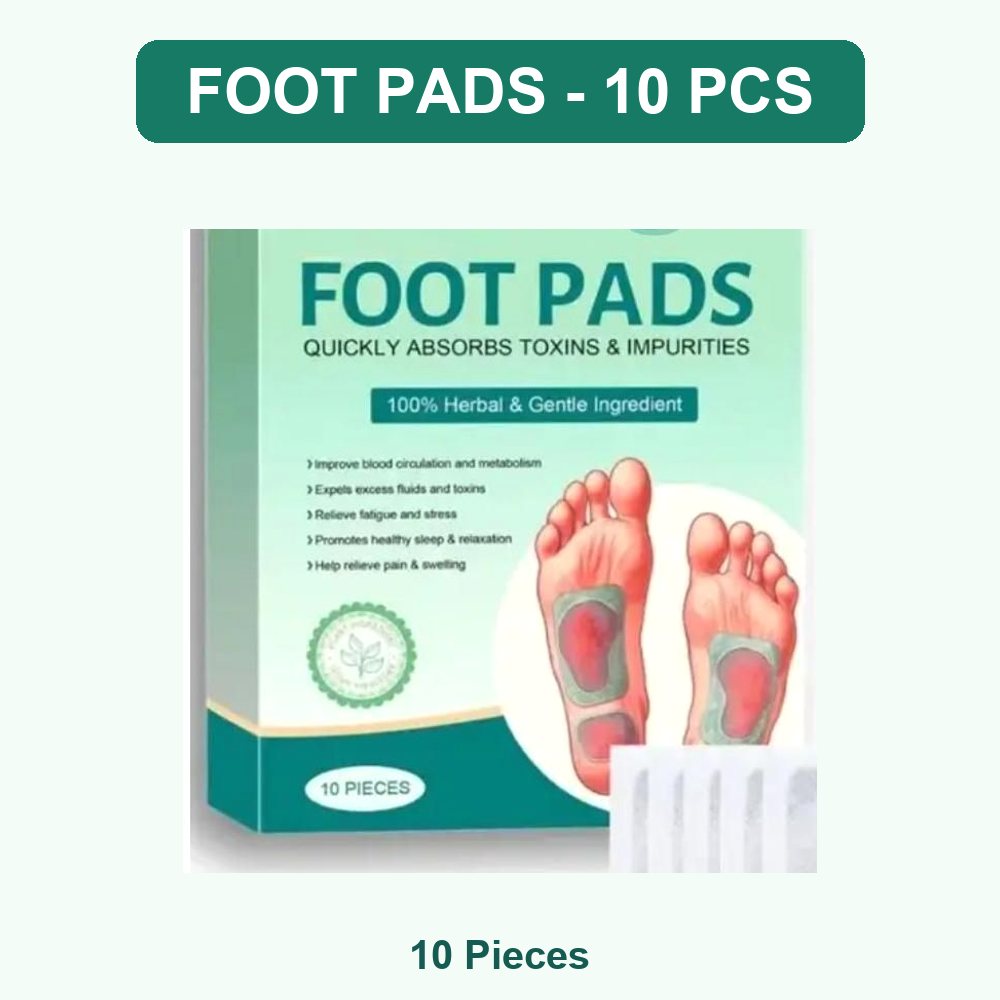 FOOT PADS - 10 PCS
FOOT PADS
QUICKLY ABSORBS TOXINS & IMPURITIES
100% Herbal & Gentle Ingredient
Improve blood circulation and metabolism
Expels excess fluids and toxins
Relieve fatigue and stress
Promotes healthy sleep & relaxation
Help relieve pain & swelling
10 PIECES
10 Pieces